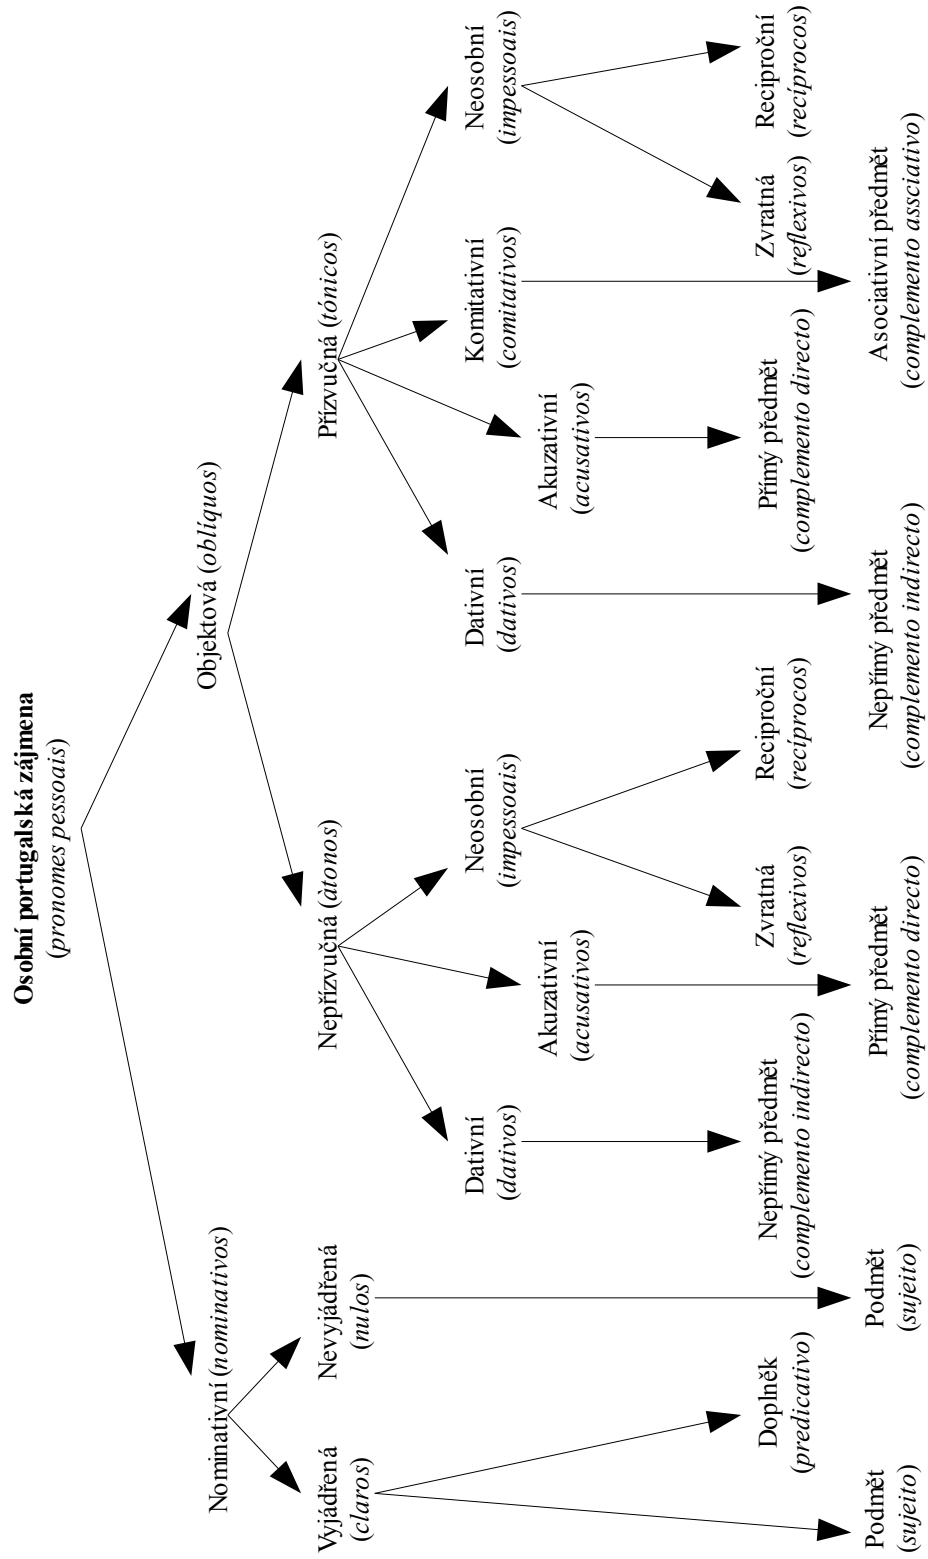 Osobní portugalská zájmena
(pronomes pessoais)
Nominativní (nominativos)
Objektová (oblíquos)
Vyjádřená
(claros)
Nevyjádřená
(nulos)
Nepřízvučná (àtonos)
Přízvučná (tónicos)
Dativní
(dativos)
Akuzativní
(acusativos)
Neosobní
(impessoais)
Dativní
(dativos)
Akuzativní
(acusativos)
Komitativní
(comitativos)
Neosobní
(impessoais)
Podmět
(sujeito)
Doplněk
(predicativo)
Podmět
(sujeito)
Nepřímý předmět
(complemento indirecto)
Přímý předmět
(complemento directo)
Zvratná
(reflexivos)
Reciproční
(recíprocos)
Nepřímý předmět
(complemento indirecto)
Přímý předmět
(complemento directo)
Asociativní předmět
(complemento assciativo)
Zvratná
(reflexivos)
Reciproční
(recíprocos)